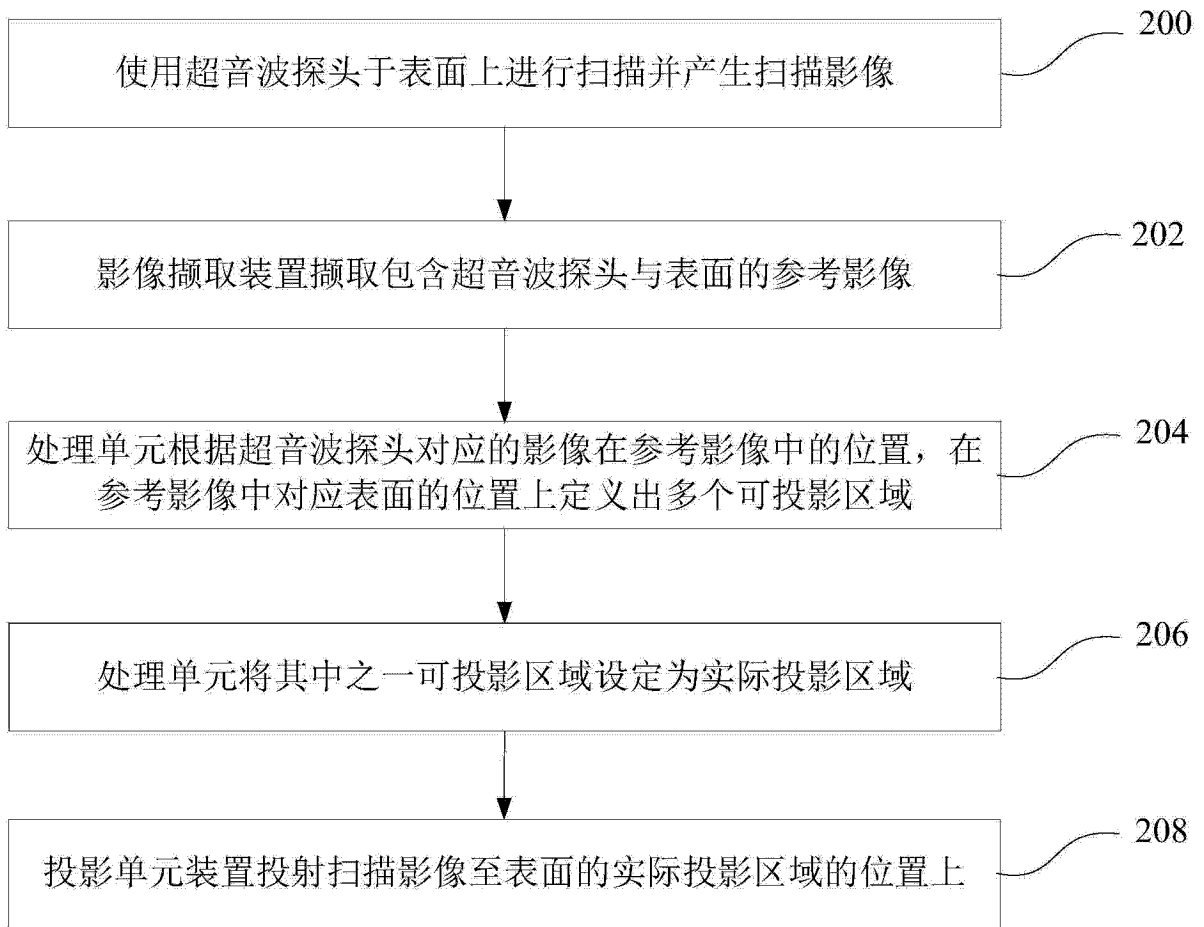 200
使用超音波探头于表面上进行扫描并产生扫描影像
202
影像撷取装置撷取包含超音波探头与表面的参考影像
204
处理单元根据超音波探头对应的影像在参考影像中的位置，在
参考影像中对应表面的位置上定义出多个可投影区域
206
处理单元将其中之一可投影区域设定为实际投影区域
208
投影单元装置投射扫描影像至表面的实际投影区域的位置上